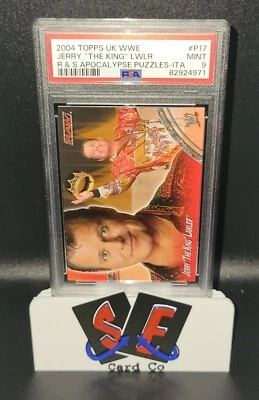 2004 TOPPS UK WWE #P17
JERRY "THE KING" LWLR MINT
R & S APOCALYPSE PUZZLES-ITA 9
PSA 82924971
RAW
JERRY "THE KING" LAWLER
SE
Card Co